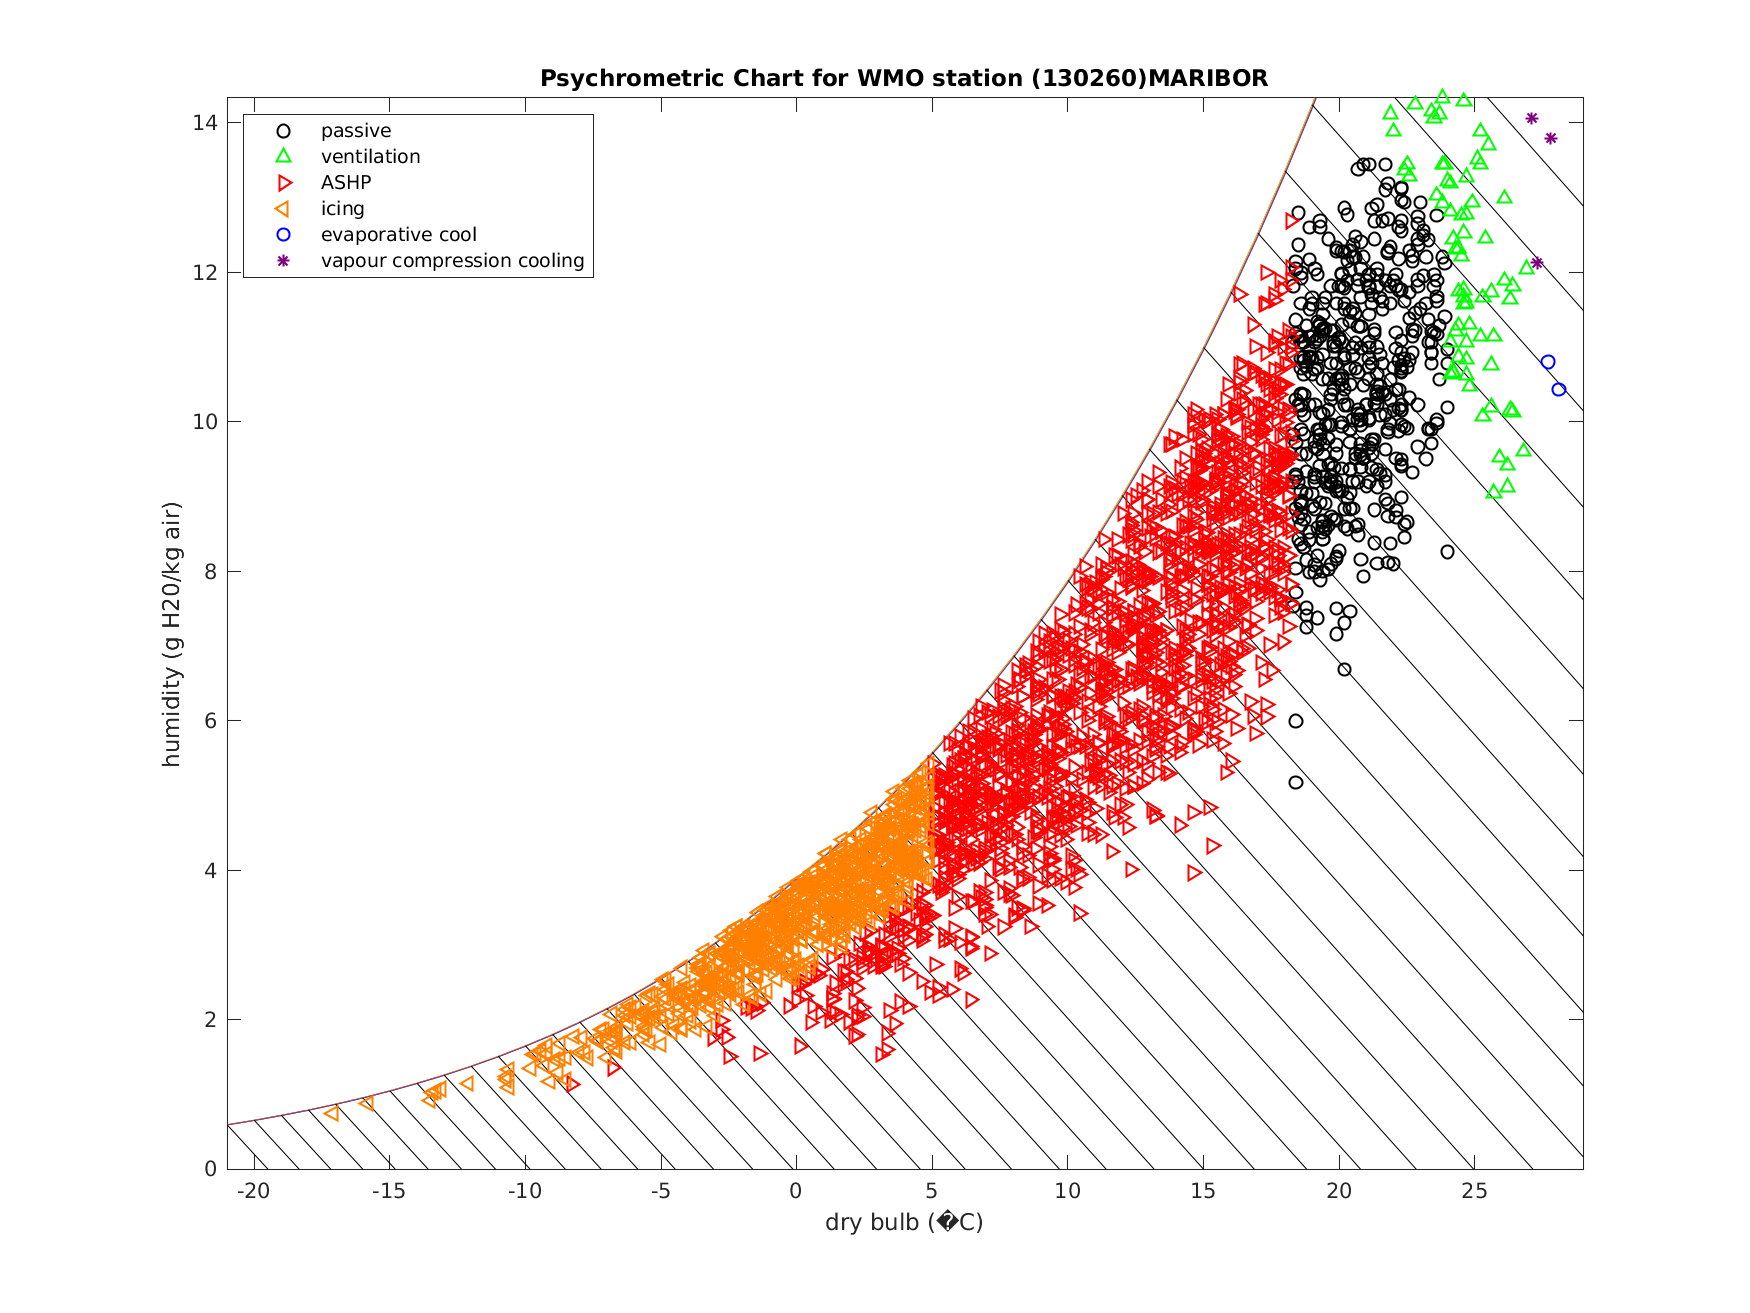 Psychrometric Chart for WMO station (130260)MARIBOR
passive
ventilation
ASHP
icing
evaporative cool
vapour compression cooling
humidity (g H20/kg air)
14
12
10
8
6
4
2
0
-20 -15 -10 -5 0 5 10 15 20 25
dry bulb (�C)